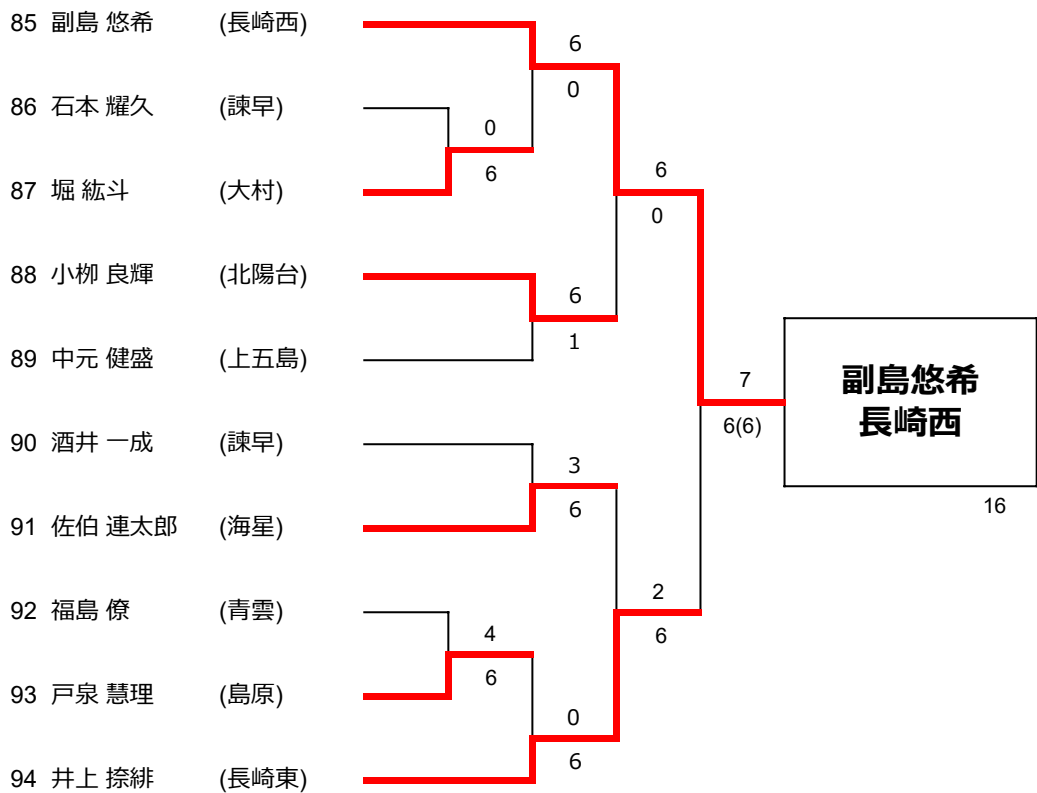 85 副島 悠希 (長崎西)
6
0
86 石本 耀久 (諫早)
0
6
87 堀 紘斗 (大村)
6
0
88 小栁 良輝 (北陽台)
6
1
89 中元 健盛 (上五島)
7
6(6)
副島悠希
長崎西
16
90 酒井 一成 (諫早)
3
6
91 佐伯 連太郎 (海星)
92 福島 僚 (青雲)
2
6
4
6
93 戸泉 慧理 (島原)
0
6
94 井上 捺緋 (長崎東)